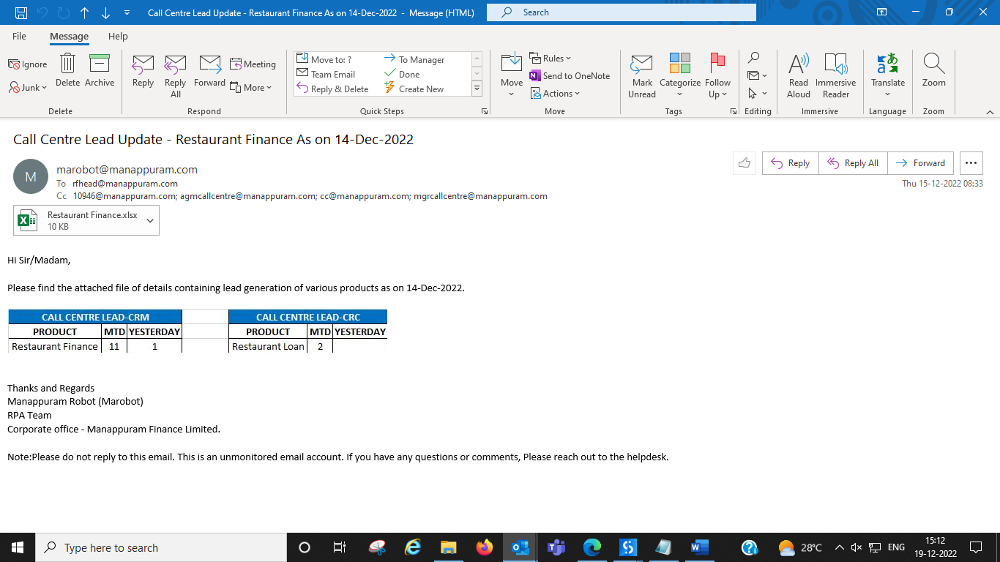 Call Centre Lead Update - Restaurant Finance As on 14-Dec-2022 - Message (HTML)
Search
File Message Help
Ignore
Junk
Delete
Archive
Reply
Reply All
Forward
Meeting
More
Move to: ?
To Manager
Team Email
Done
Reply & Delete
Create New
Move
Rules
Send to OneNote
Actions
Mark Unread
Categorize
Follow Up
Read Aloud
Immersive Reader
Translate
Zoom
Delete Respond Quick Steps Move Tags Editing Immersive Language Zoom
Call Centre Lead Update - Restaurant Finance As on 14-Dec-2022
M
marobot@manappuram.com
To rfhead@manappuram.com
Cc 10946@manappuram.com; agmcallcentre@manappuram.com; cc@manappuram.com; mgrcallcentre@manappuram.com
Reply Reply All Forward
Thu 15-12-2022 08:33
Restaurant Finance.xlsx
10 KB
Hi Sir/Madam,
Please find the attached file of details containing lead generation of various products as on 14-Dec-2022.
CALL CENTRE LEAD-CRM CALL CENTRE LEAD-CRC
PRODUCT MTD YESTERDAY PRODUCT MTD YESTERDAY
Restaurant Finance 11 1 Restaurant Loan 2
Thanks and Regards
Manappuram Robot (Marobot)
RPA Team
Corporate office - Manappuram Finance Limited.
Note:Please do not reply to this email. This is an unmonitored email account. If you have any questions or comments, Please reach out to the helpdesk.
Type here to search
28°C
ENG
15:12
19-12-2022